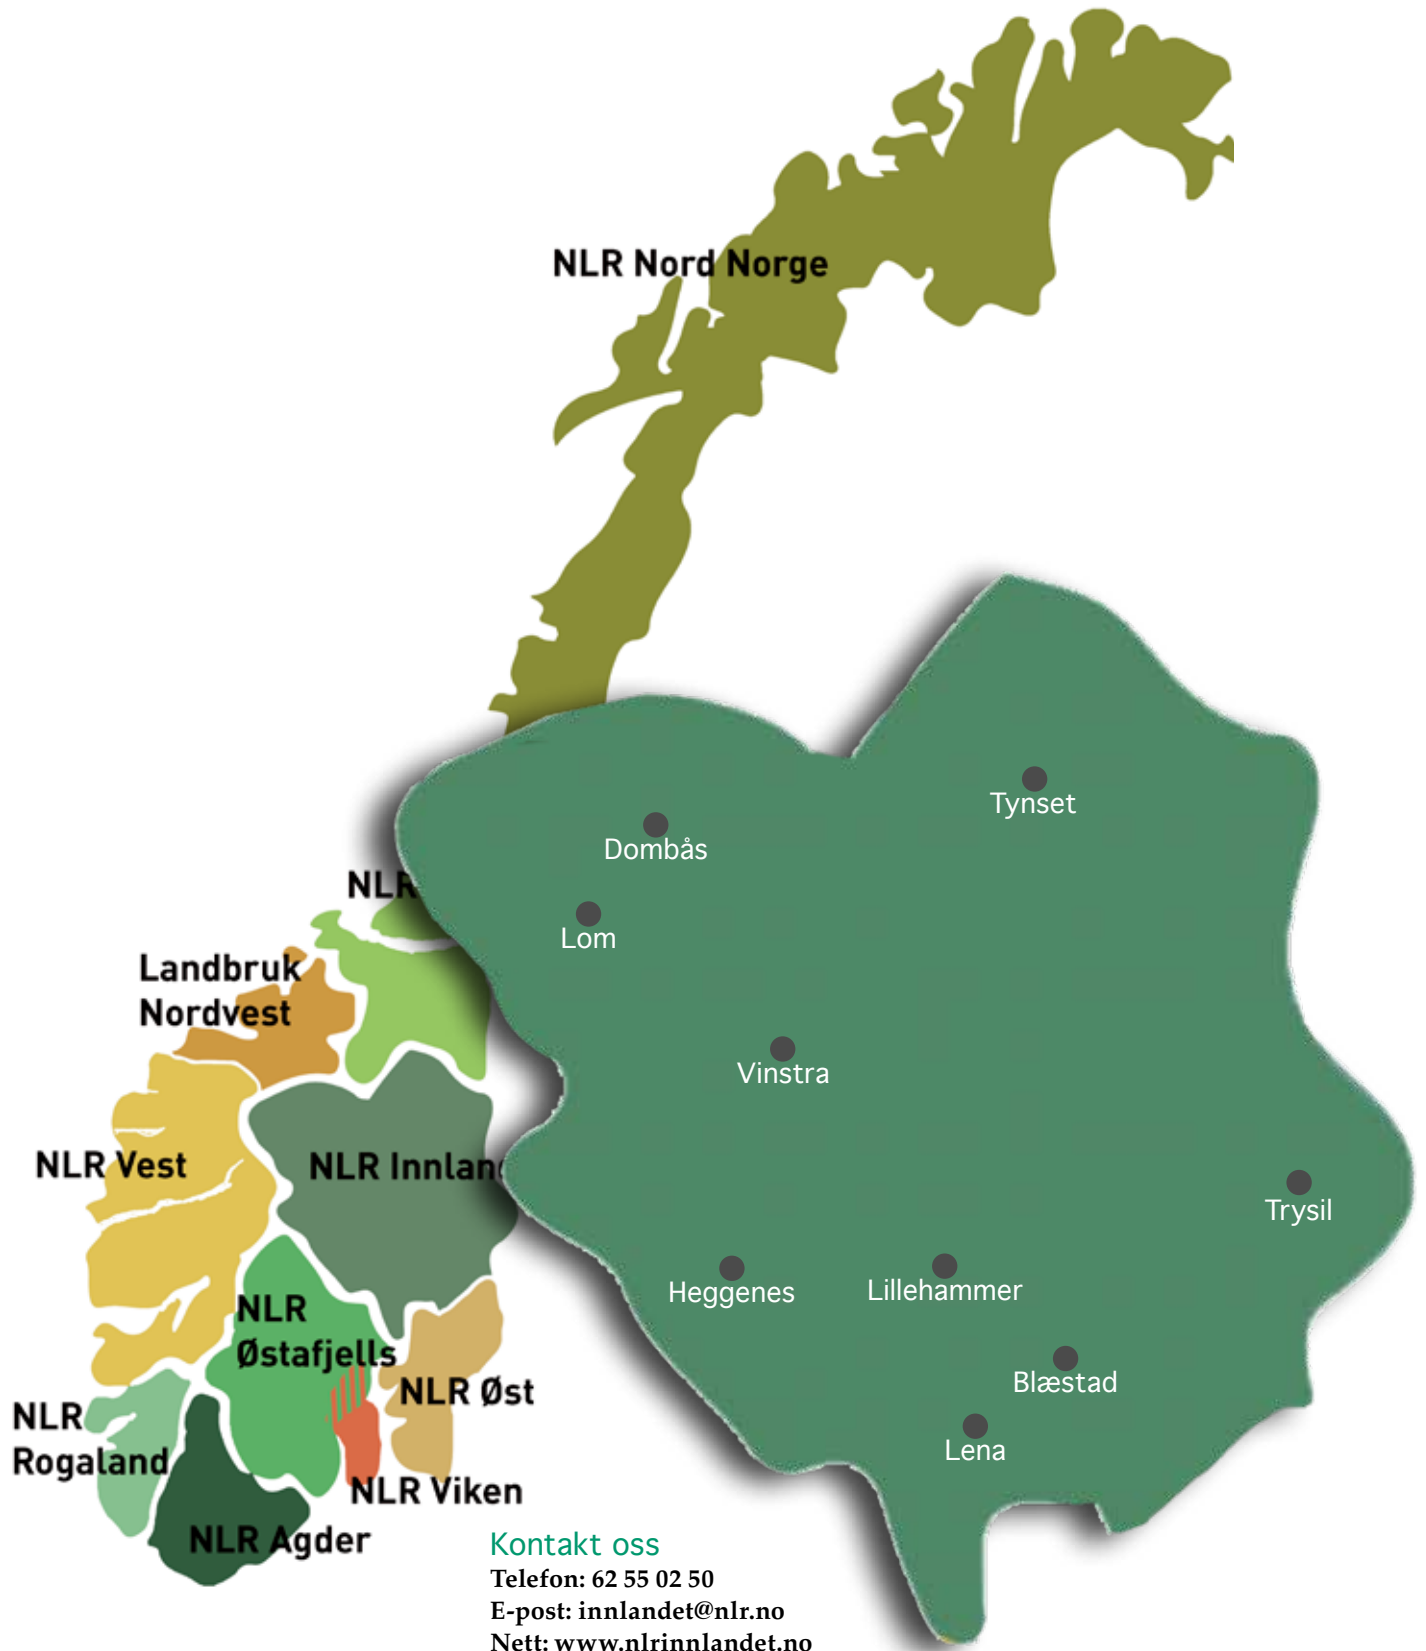 NLR Nord Norge
Tynset
Dombås
NLR
Lom
Landbruk
Nordvest
Vinstra
NLR Vest
NLR Innlan
Trysil
Heggenes
Lillehammer
NLR
Østafjells
Blæstad
NLR Øst
NLR
Rogaland
Lena
NLR Viken
NLR Agder
Kontakt oss
Telefon: 62 55 02 50
E-post: innlandet@nlr.no
Nett: www.nlrinnlandet.no